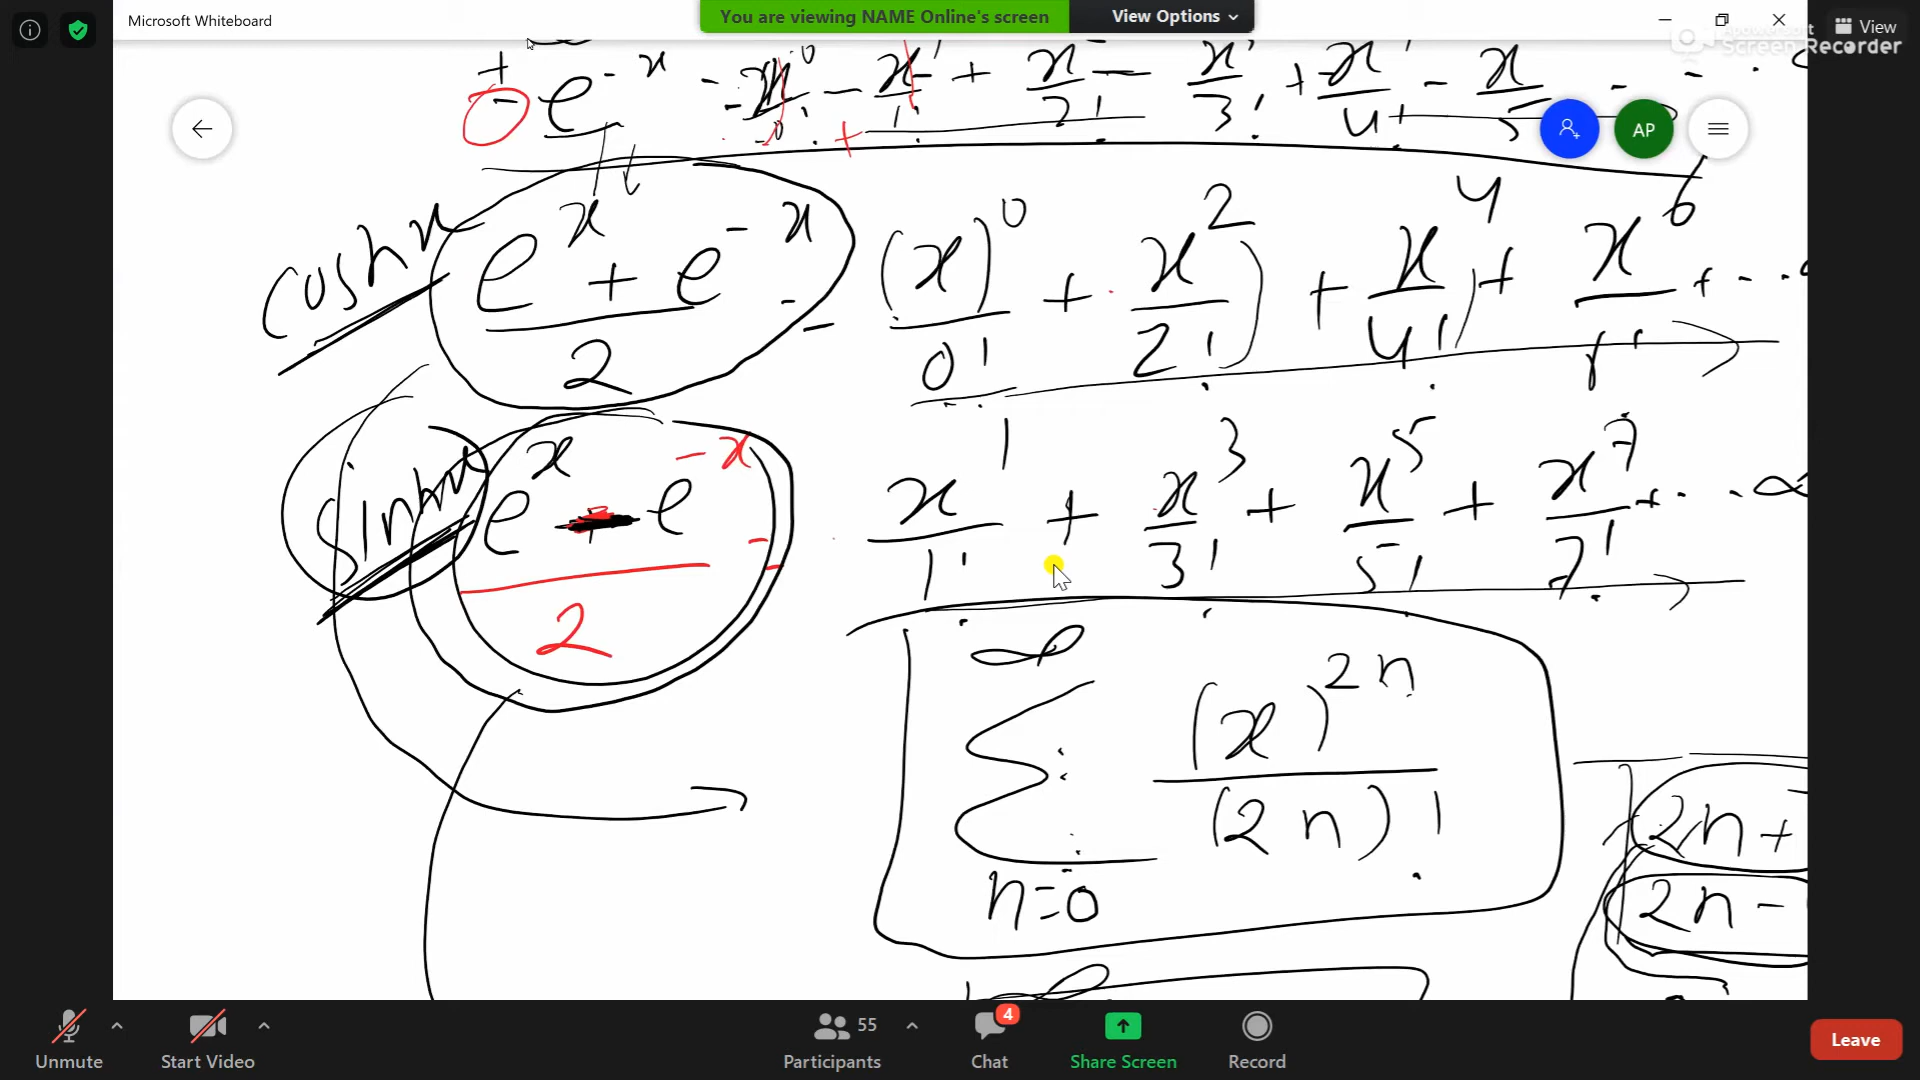 Microsoft Whiteboard
You are viewing NAME Online's screen
View Options
View
Apowersoft
Screen Recorder
e^{-x} = x^0/0! - x^1/1! + x/2! - x^3/3! + x^4/4! - x/5
AP
cosh x
(e^x + e^{-x})/2 = (x)^0/0! + x^2/2! + x^4/4! + x^6/ + ...
sinh x
(e^x - e^{-x})/2 = x^1/1! + x^3/3! + x^5/5! + x^7/7! + ... ∞
∞
Σ (x)^{2n}/(2n)!
n=0
2n+
2n-
Unmute
Start Video
55
Participants
4
Chat
Share Screen
Record
Leave